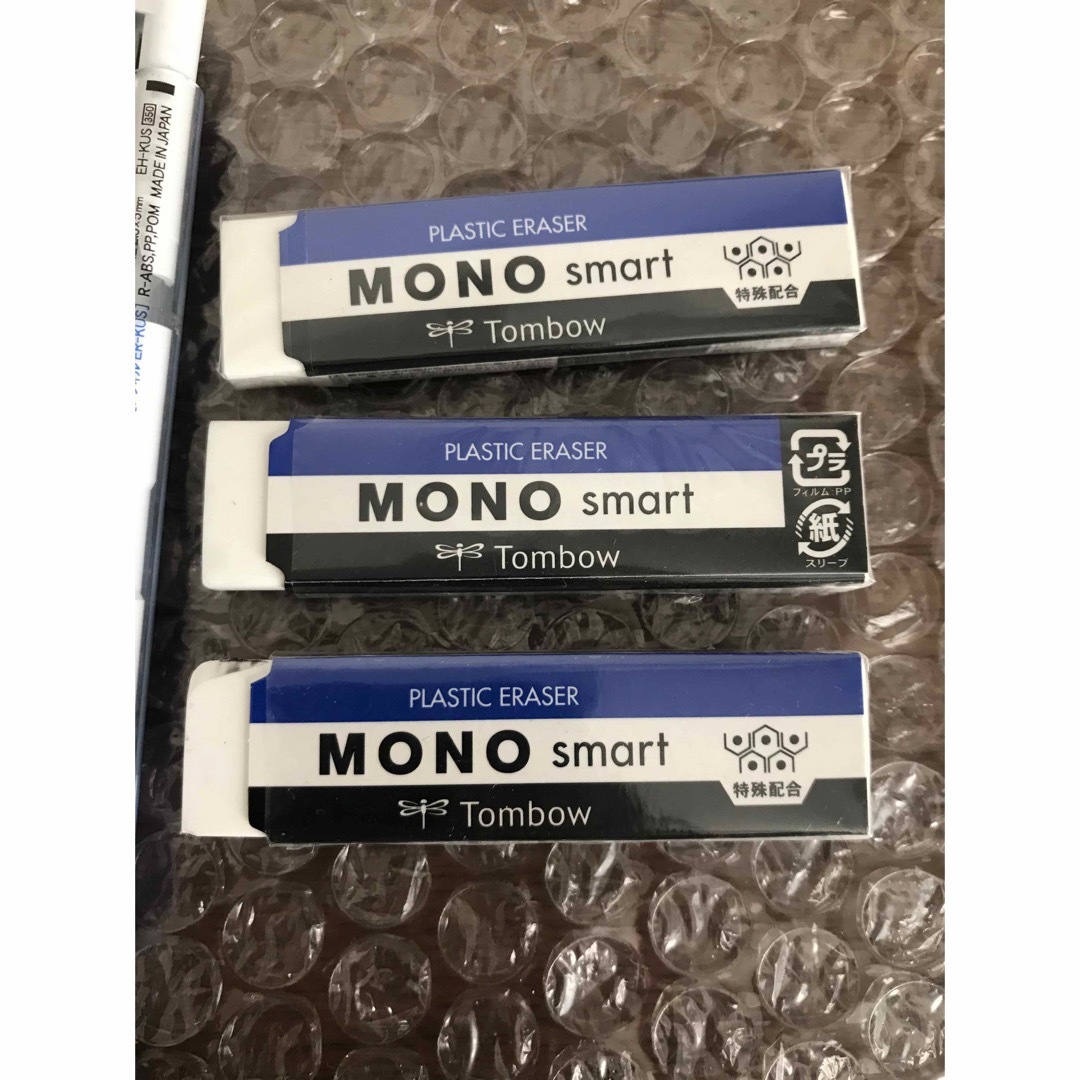 EH-KUS 350
R-ABS,PP,POM MADE IN JAPAN
ER-KUS]
PLASTIC ERASER
MONO smart
Tombow
特殊配合
PLASTIC ERASER
MONO smart
Tombow
プラ
フィルム:PP
紙
スリーブ
PLASTIC ERASER
MONO smart
Tombow
特殊配合